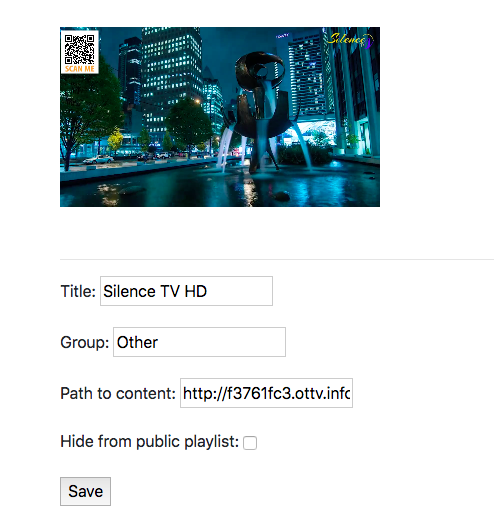 SCAN ME
Silence
Title: Silence TV HD
Group: Other
Path to content: http://f3761fc3.ottv.info
Hide from public playlist:
Save